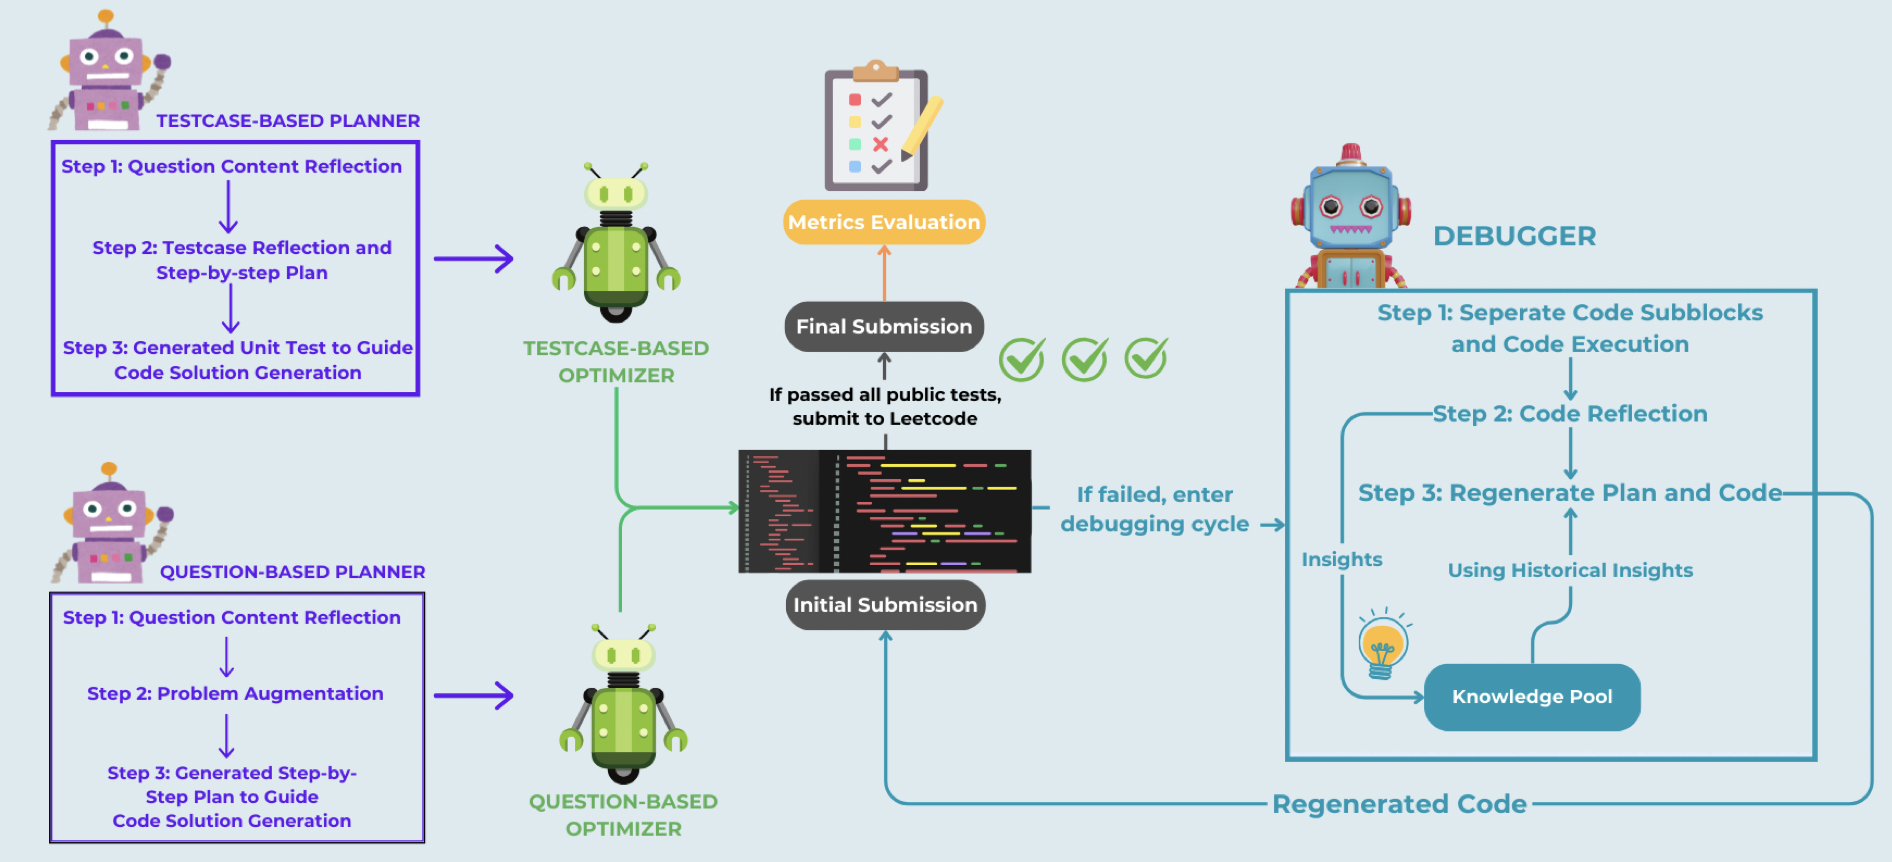 TESTCASE-BASED PLANNER
Step 1: Question Content Reflection
Step 2: Testcase Reflection and
Step-by-step Plan
Step 3: Generated Unit Test to Guide
Code Solution Generation
QUESTION-BASED PLANNER
Step 1: Question Content Reflection
Step 2: Problem Augmentation
Step 3: Generated Step-by-
Step Plan to Guide
Code Solution Generation
TESTCASE-BASED
OPTIMIZER
QUESTION-BASED
OPTIMIZER
Metrics Evaluation
Final Submission
If passed all public tests,
submit to Leetcode
Initial Submission
If failed, enter
debugging cycle
DEBUGGER
Step 1: Seperate Code Subblocks
and Code Execution
Step 2: Code Reflection
Step 3: Regenerate Plan and Code
Insights
Using Historical Insights
Knowledge Pool
Regenerated Code